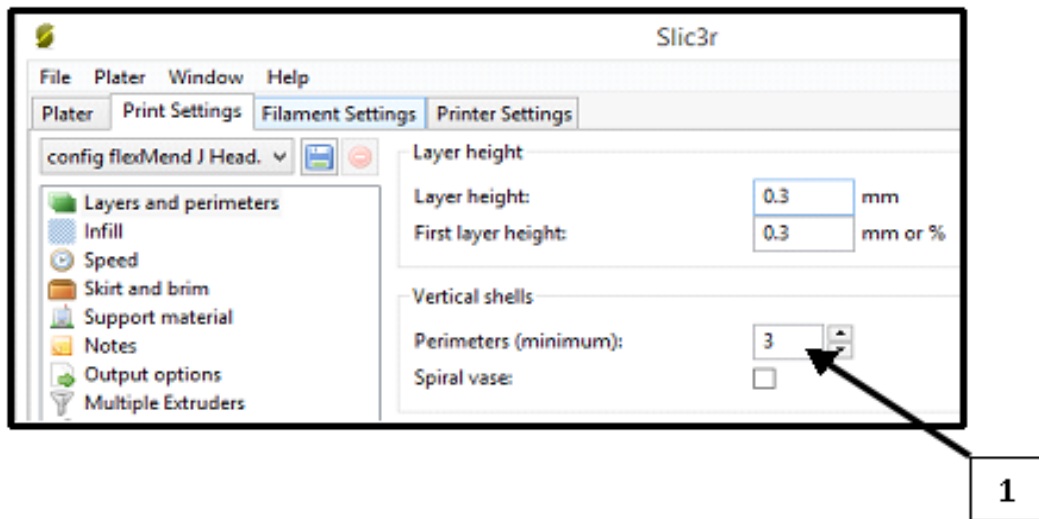 Slic3r
File Plater Window Help
Plater Print Settings Filament Settings Printer Settings
config flexMend J Head.
Layers and perimeters
Infill
Speed
Skirt and brim
Support material
Notes
Output options
Multiple Extruders
Layer height
Layer height: 0.3 mm
First layer height: 0.3 mm or %
Vertical shells
Perimeters (minimum): 3
Spiral vase:
1